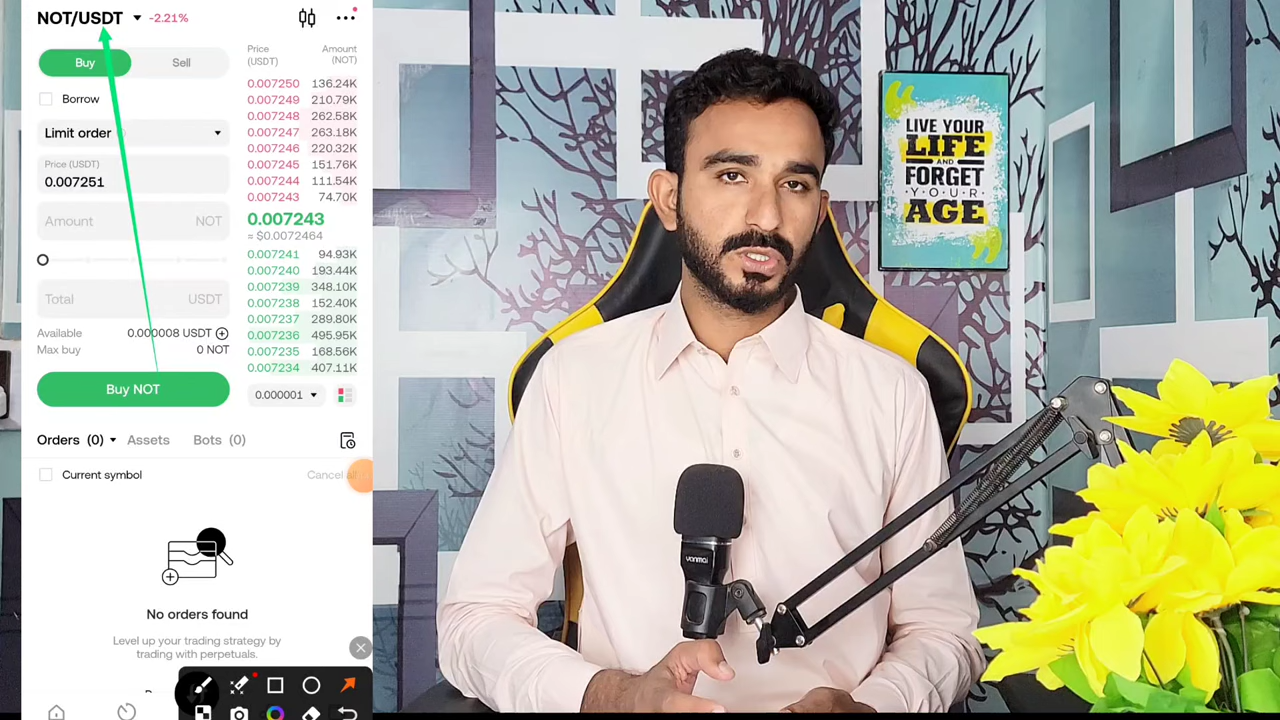 NOT/USDT -2.21%
Buy Sell
Borrow
Limit order
Price (USDT)
0.007251
Amount NOT
Total USDT
Available 0.000008 USDT
Max buy 0 NOT
Buy NOT
Price
(USDT)
Amount
(NOT)
0.007250 136.24K
0.007249 210.79K
0.007248 262.58K
0.007247 263.18K
0.007246 220.32K
0.007245 151.76K
0.007244 111.54K
0.007243 74.70K
0.007243
≈ $0.0072464
0.007241 94.93K
0.007240 193.44K
0.007239 348.10K
0.007238 152.40K
0.007237 289.80K
0.007236 495.95K
0.007235 168.56K
0.007234 407.11K
0.000001
Orders (0) Assets Bots (0)
Current symbol Cancel all
No orders found
Level up your trading strategy by
trading with perpetuals.
LIVE YOUR
LIFE
AND
FORGET
·Y·O·U·R·
AGE
vanmai